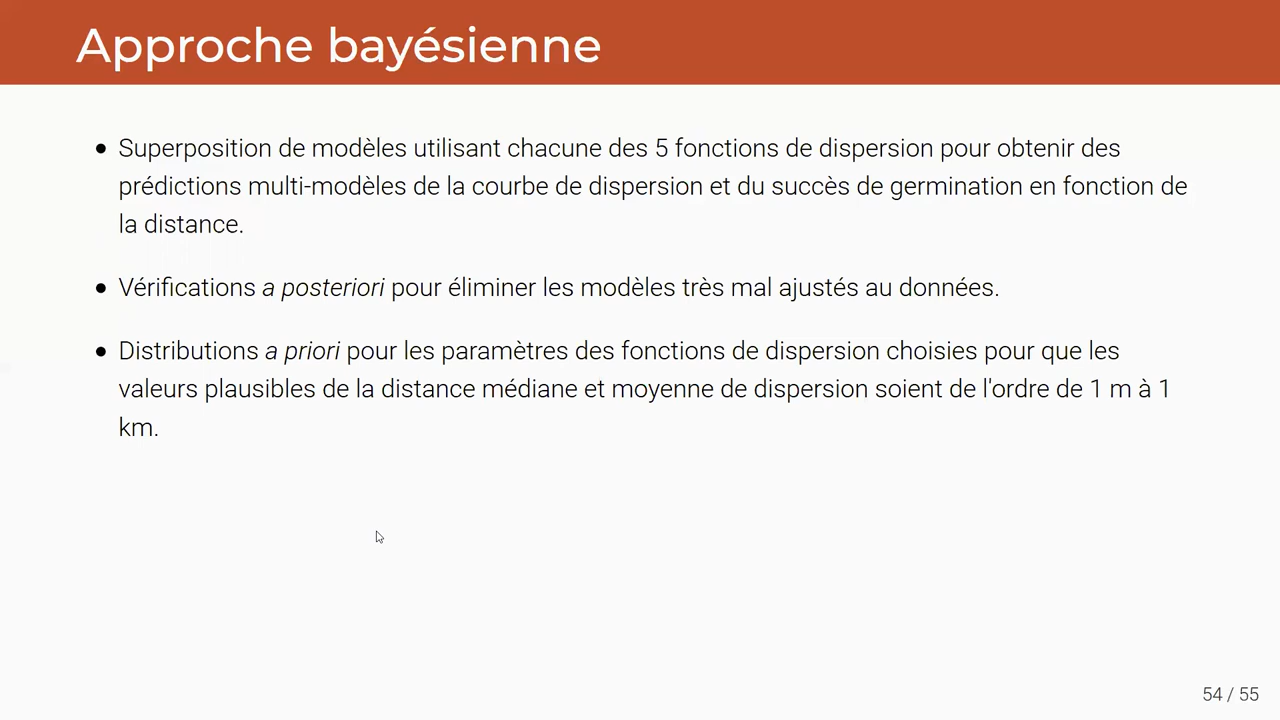 Approche bayésienne
• Superposition de modèles utilisant chacune des 5 fonctions de dispersion pour obtenir des
prédictions multi-modèles de la courbe de dispersion et du succès de germination en fonction de
la distance.
• Vérifications a posteriori pour éliminer les modèles très mal ajustés au données.
• Distributions a priori pour les paramètres des fonctions de dispersion choisies pour que les
valeurs plausibles de la distance médiane et moyenne de dispersion soient de l'ordre de 1 m à 1
km.
54 / 55